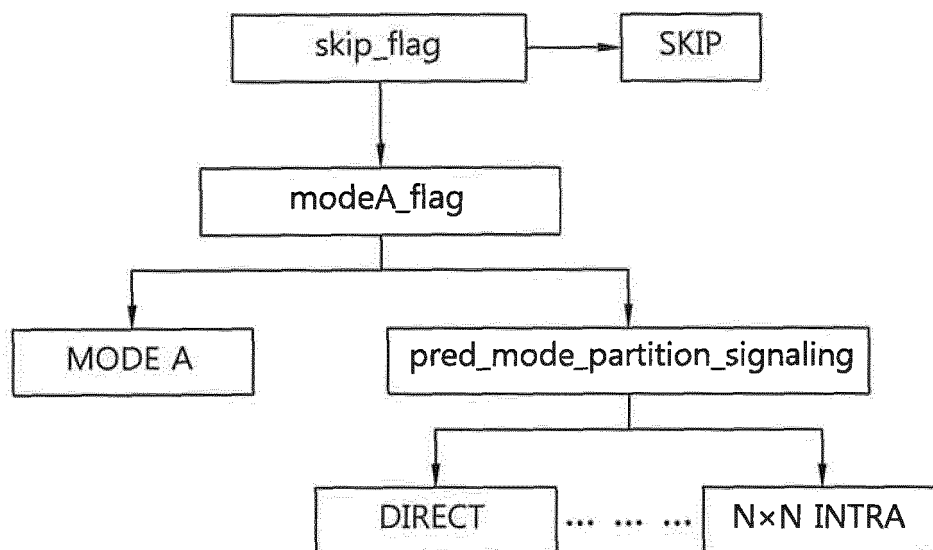 skip_flag
SKIP
modeA_flag
MODE A
pred_mode_partition_signaling
DIRECT
... ... ...
N×N INTRA